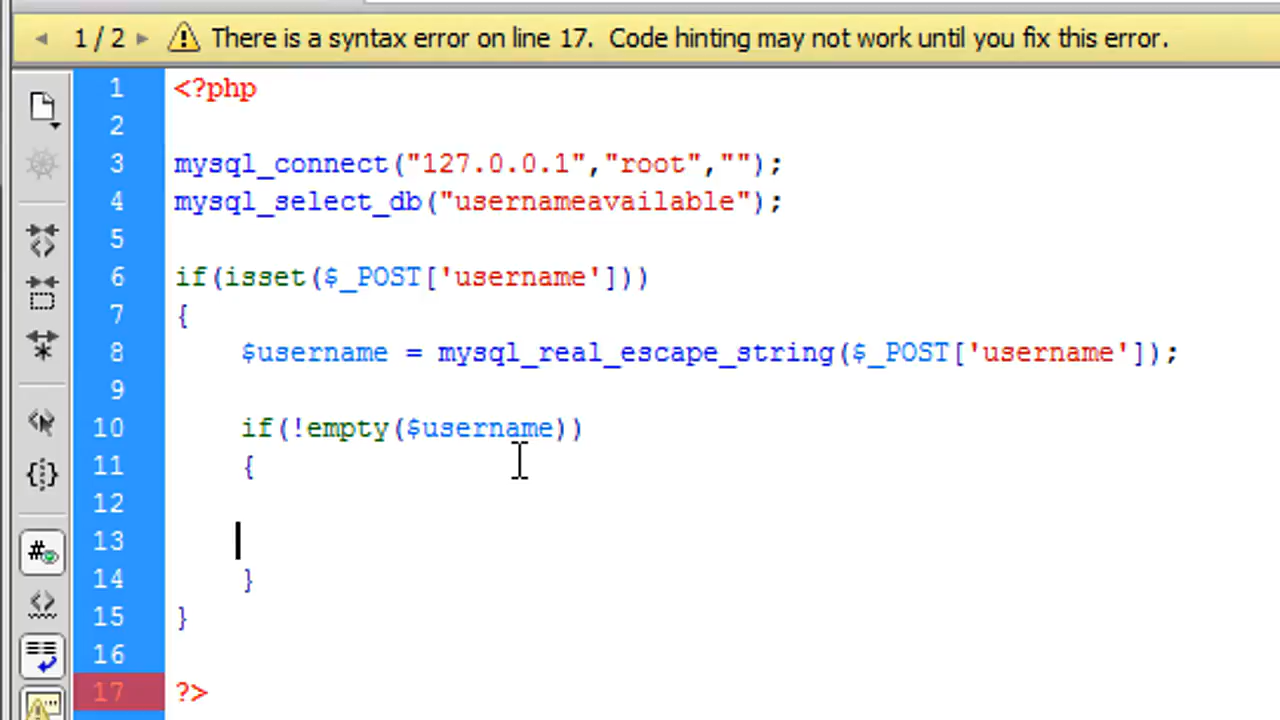 1 / 2 There is a syntax error on line 17. Code hinting may not work until you fix this error.
1 <?php
2
3 mysql_connect("127.0.0.1","root","");
4 mysql_select_db("usernameavailable");
5
6 if(isset($_POST['username']))
7 {
8 $username = mysql_real_escape_string($_POST['username']);
9
10 if(!empty($username))
11 {
12
13
14 }
15 }
16
17 ?>